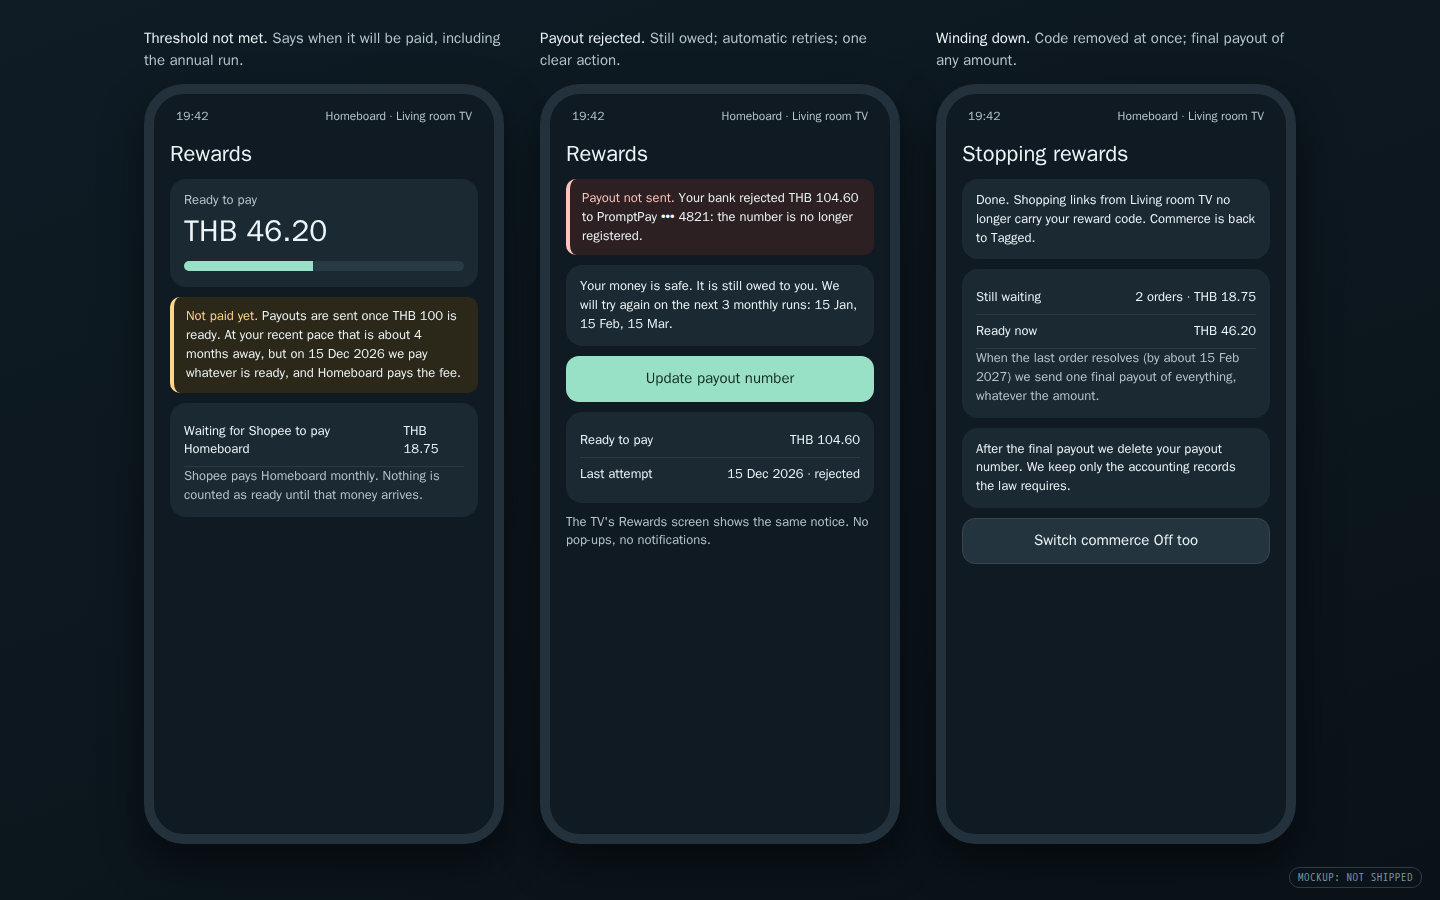 Threshold not met. Says when it will be paid, including
the annual run.
19:42
Homeboard · Living room TV
Rewards
Ready to pay
THB 46.20
Not paid yet. Payouts are sent once THB 100 is
ready. At your recent pace that is about 4
months away, but on 15 Dec 2026 we pay
whatever is ready, and Homeboard pays the fee.
Waiting for Shopee to pay
Homeboard
THB
18.75
Shopee pays Homeboard monthly. Nothing is
counted as ready until that money arrives.
Payout rejected. Still owed; automatic retries; one
clear action.
19:42
Homeboard · Living room TV
Rewards
Payout not sent. Your bank rejected THB 104.60
to PromptPay ••• 4821: the number is no longer
registered.
Your money is safe. It is still owed to you. We
will try again on the next 3 monthly runs: 15 Jan,
15 Feb, 15 Mar.
Update payout number
Ready to pay
THB 104.60
Last attempt
15 Dec 2026 · rejected
The TV's Rewards screen shows the same notice. No
pop-ups, no notifications.
Winding down. Code removed at once; final payout of
any amount.
19:42
Homeboard · Living room TV
Stopping rewards
Done. Shopping links from Living room TV no
longer carry your reward code. Commerce is back
to Tagged.
Still waiting
2 orders · THB 18.75
Ready now
THB 46.20
When the last order resolves (by about 15 Feb
2027) we send one final payout of everything,
whatever the amount.
After the final payout we delete your payout
number. We keep only the accounting records
the law requires.
Switch commerce Off too
MOCKUP: NOT SHIPPED